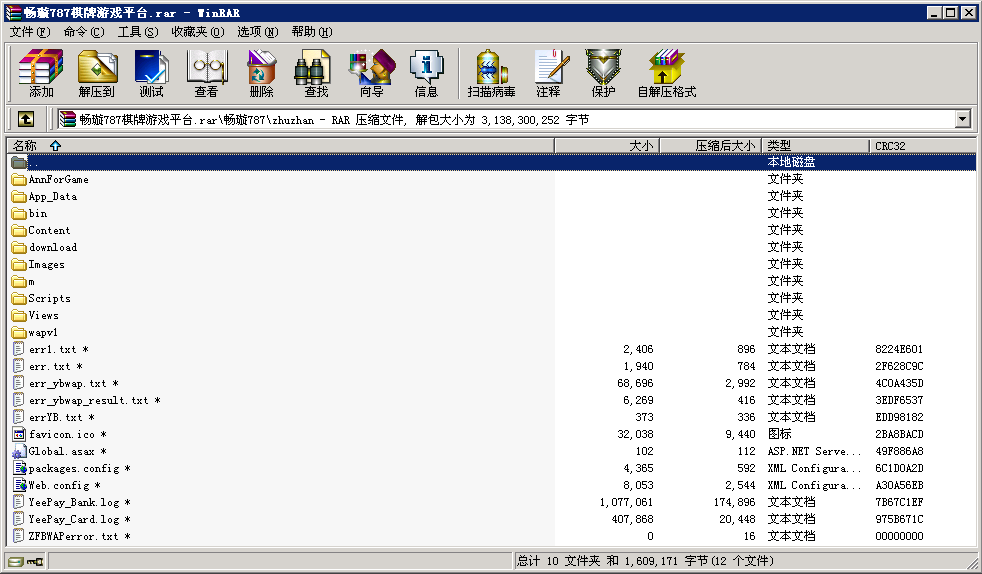 畅璇787棋牌游戏平台.rar - WinRAR
文件(F) 命令(C) 工具(S) 收藏夹(O) 选项(N) 帮助(H)
添加 解压到 测试 查看 删除 查找 向导 信息 扫描病毒 注释 保护 自解压格式
畅璇787棋牌游戏平台.rar\畅璇787\zhuzhan - RAR 压缩文件, 解包大小为 3,138,300,252 字节
名称 大小 压缩后大小 类型 CRC32
.. 本地磁盘
AnnForGame 文件夹
App_Data 文件夹
bin 文件夹
Content 文件夹
download 文件夹
Images 文件夹
m 文件夹
Scripts 文件夹
Views 文件夹
wapv1 文件夹
err1.txt * 2,406 896 文本文档 8224E601
err.txt * 1,940 784 文本文档 2F628C9C
err_ybwap.txt * 68,696 2,992 文本文档 4C0A435D
err_ybwap_result.txt * 6,269 416 文本文档 3EDF6537
errYB.txt * 373 336 文本文档 EDD98182
favicon.ico * 32,038 9,440 图标 2BA8BACD
Global.asax * 102 112 ASP.NET Serve... 49F886A8
packages.config * 4,365 592 XML Configura... 6C1D0A2D
Web.config * 8,053 2,544 XML Configura... A30A56EB
YeePay_Bank.log * 1,077,061 174,896 文本文档 7B67C1EF
YeePay_Card.log * 407,868 20,448 文本文档 975B671C
ZFBWAPerror.txt * 0 16 文本文档 00000000
总计 10 文件夹 和 1,609,171 字节(12 个文件)